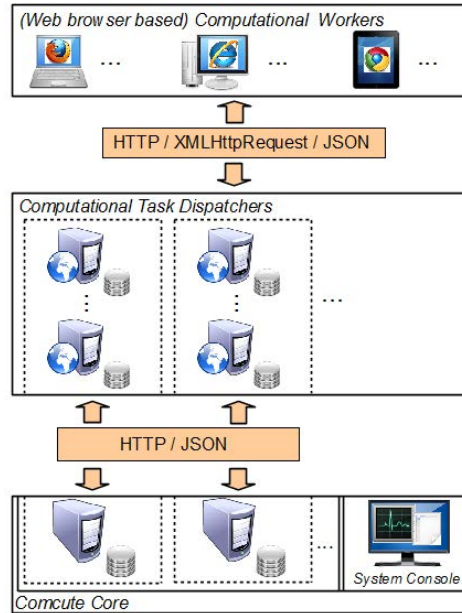 (Web browser based) Computational Workers
... ... ...
HTTP / XMLHttpRequest / JSON
Computational Task Dispatchers
...
HTTP / JSON
...
System Console
Comcute Core